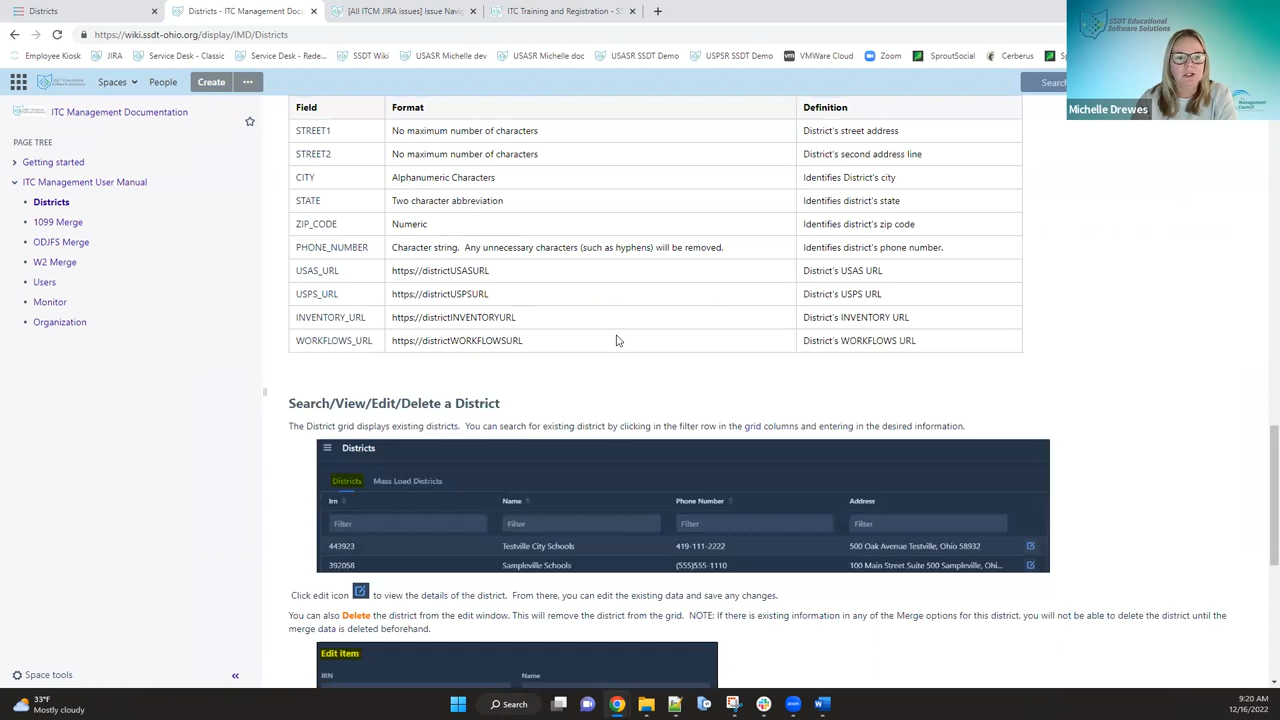 Districts
Districts - ITC Management Docu
[All ITCM JIRA issues] Issue Navig
ITC Training and Registration - SS
https://wiki.ssdt-ohio.org/display/IMD/Districts
Employee Kiosk
JIRA
Service Desk - Classic
Service Desk - Rede...
SSDT Wiki
USASR Michelle dev
USASR Michelle doc
USASR SSDT Demo
USPSR SSDT Demo
VMWare Cloud
Zoom
SproutSocial
Cerberus
SSDT Educational
Software Solutions
Spaces
People
Create
Search
Michelle Drewes
Management
Council
ITC Management Documentation
PAGE TREE
Getting started
ITC Management User Manual
Districts
1099 Merge
ODJFS Merge
W2 Merge
Users
Monitor
Organization
Space tools
Field Format Definition
STREET1 No maximum number of characters District's street address
STREET2 No maximum number of characters District's second address line
CITY Alphanumeric Characters Identifies District's city
STATE Two character abbreviation Identifies district's state
ZIP_CODE Numeric Identifies district's zip code
PHONE_NUMBER Character string. Any unnecessary characters (such as hyphens) will be removed. Identifies district's phone number.
USAS_URL https://districtUSASURL District's USAS URL
USPS_URL https://districtUSPSURL District's USPS URL
INVENTORY_URL https://districtINVENTORYURL District's INVENTORY URL
WORKFLOWS_URL https://districtWORKFLOWSURL District's WORKFLOWS URL
Search/View/Edit/Delete a District
The District grid displays existing districts. You can search for existing district by clicking in the filter row in the grid columns and entering in the desired information.
Districts
Districts Mass Load Districts
Irn Name Phone Number Address
Filter Filter Filter Filter
443923 Testville City Schools 419-111-2222 500 Oak Avenue Testville, Ohio 58932
392058 Sampleville Schools (555)555-1110 100 Main Street Suite 500 Sampleville, Ohi...
Click edit icon to view the details of the district. From there, you can edit the existing data and save any changes.
You can also Delete the district from the edit window. This will remove the district from the grid. NOTE: If there is existing information in any of the Merge options for this district, you will not be able to delete the district until the
merge data is deleted beforehand.
Edit item
IRN Name
33°F
Mostly cloudy
Search
9:20 AM
12/16/2022